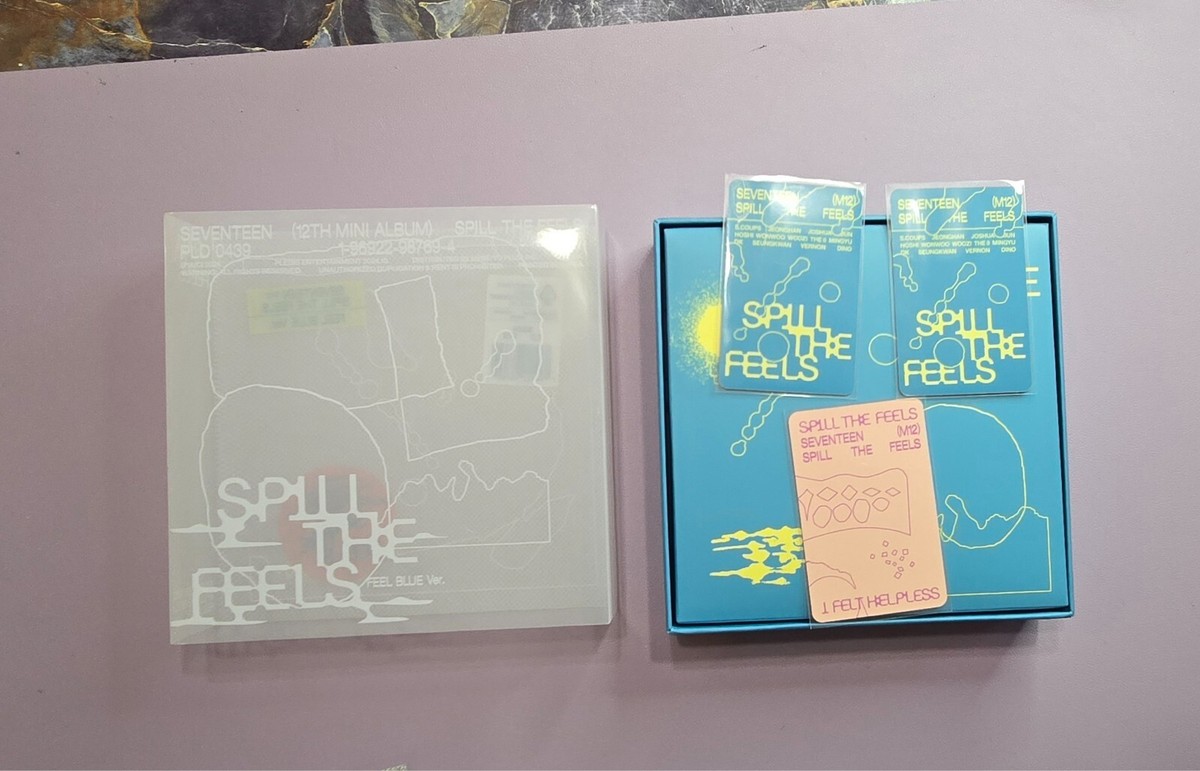 SEVENTEEN (12TH MINI ALBUM) SPILL THE FEELS
PLD '0439
SPILL
THE
FEELS
FEEL BLUE Ver.
SEVENTEEN (M12)
SPILL THE FEELS
S.COUPS JEONGHAN JOSHUA JUN
HOSHI WONWOO WOOZI THE 8 MINGYU
DK SEUNGKWAN VERNON DINO
SPILL
THE
FEELS
SEVENTEEN (M12)
SPILL THE FEELS
S.COUPS JEONGHAN JOSHUA JUN
HOSHI WONWOO WOOZI THE 8 MINGYU
DK SEUNGKWAN VERNON DINO
SPILL
THE
FEELS
SPILL THE FEELS
SEVENTEEN (M12)
SPILL THE FEELS
I FELT HELPLESS